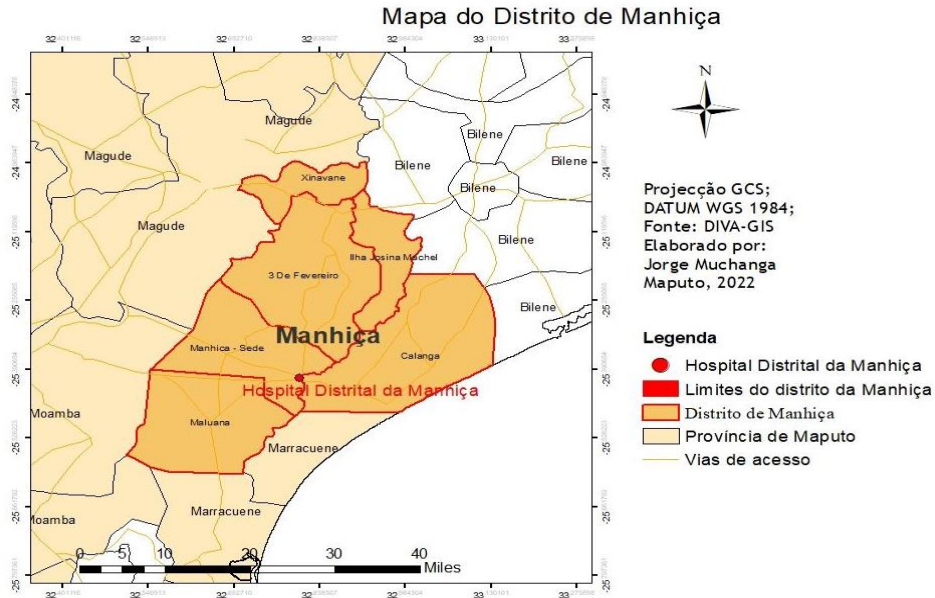 Mapa do Distrito de Manhiça
Magude
Magude
Magude
Bilene
Bilene
Bilene
Bilene
Bilene
Bilene
Xinavane
Ilha Josina Machel
3 De Fevereiro
Manhiça
Manhica - Sede
Calanga
Hospital Distrital da Manhiça
Maluana
Moamba
Marracuene
Marracuene
Moamba
0 5 10 20 30 40
Miles
N
Projecção GCS;
DATUM WGS 1984;
Fonte: DIVA-GIS
Elaborado por:
Jorge Muchanga
Maputo, 2022
Legenda
Hospital Distrital da Manhiça
Limites do distrito da Manhiça
Distrito de Manhiça
Província de Maputo
Vias de acesso